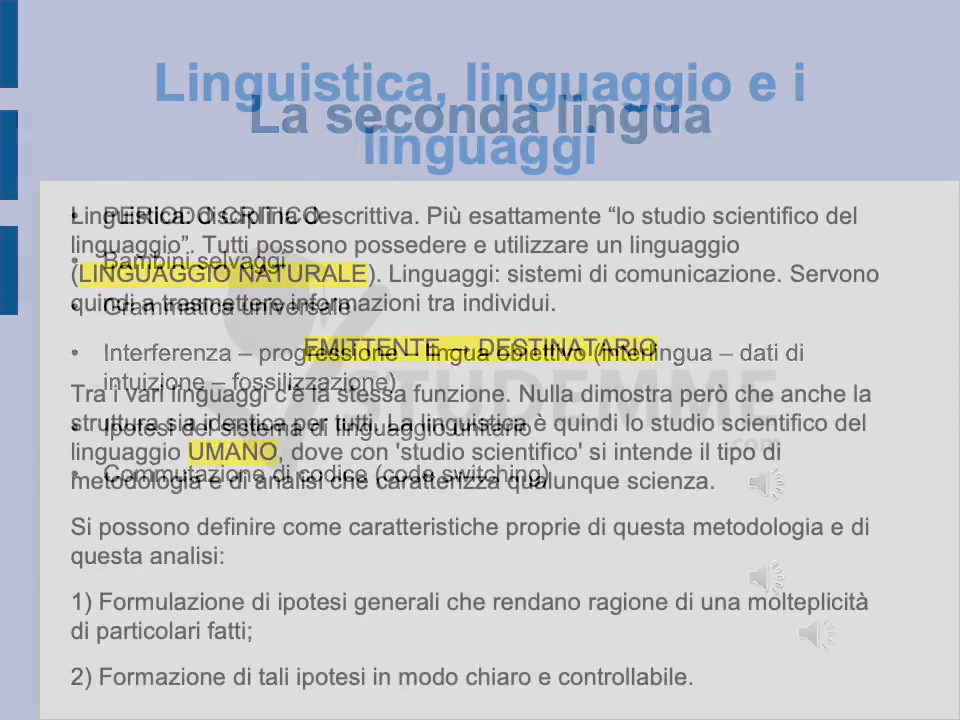 Linguistica, linguaggio e i
linguaggi
La seconda lingua
Linguistica: disciplina descrittiva. Più esattamente “lo studio scientifico del
linguaggio”. Tutti possono possedere e utilizzare un linguaggio
(LINGUAGGIO NATURALE). Linguaggi: sistemi di comunicazione. Servono
quindi a trasmettere informazioni tra individui.
EMITTENTE – DESTINATARIO
Tra i vari linguaggi c'è la stessa funzione. Nulla dimostra però che anche la
struttura sia identica per tutti. La linguistica è quindi lo studio scientifico del
linguaggio UMANO, dove con 'studio scientifico' si intende il tipo di
metodologia e di analisi che caratterizza qualunque scienza.
Si possono definire come caratteristiche proprie di questa metodologia e di
questa analisi:
1) Formulazione di ipotesi generali che rendano ragione di una molteplicità
di particolari fatti;
2) Formazione di tali ipotesi in modo chiaro e controllabile.
• PERIODO CRITICO
• Bambini selvaggi
• Grammatica universale
• Interferenza – progressione – lingua obiettivo (interlingua – dati di
intuizione – fossilizzazione)
• Ipotesi del sistema di linguaggio unitario
• Commutazione di codice (code switching)
STUDEMME
.com